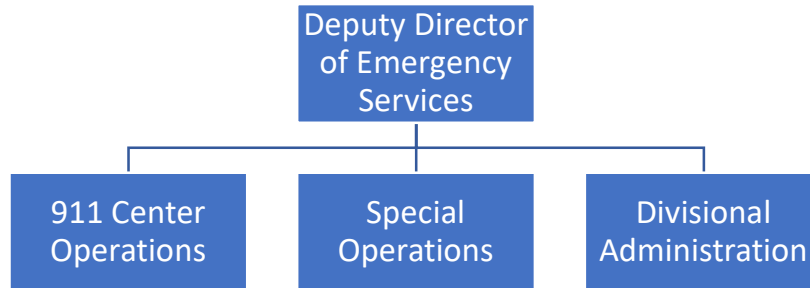 Deputy Director
of Emergency
Services
911 Center
Operations
Special
Operations
Divisional
Administration